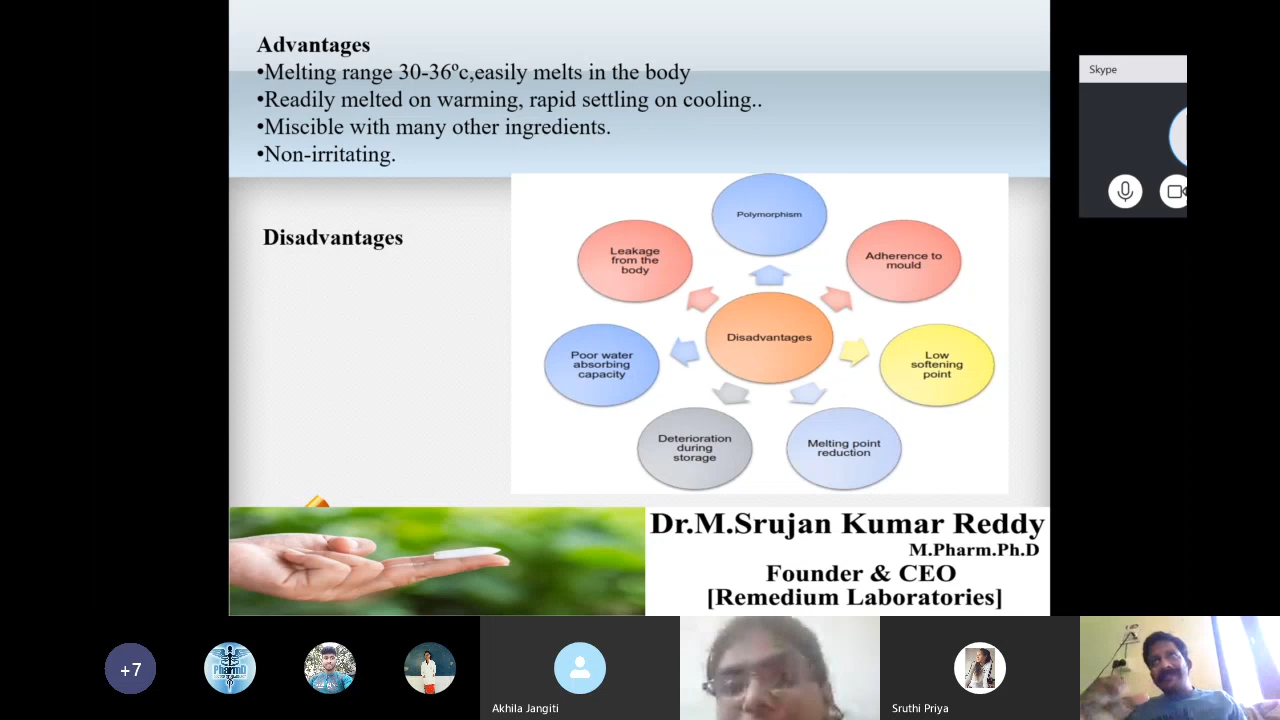 Advantages
•Melting range 30-36ºc,easily melts in the body
•Readily melted on warming, rapid settling on cooling..
•Miscible with many other ingredients.
•Non-irritating.
Skype
Disadvantages
Polymorphism
Leakage
from the
body
Adherence to
mould
Disadvantages
Poor water
absorbing
capacity
Low
softening
point
Deterioration
during
storage
Melting point
reduction
Dr.M.Srujan Kumar Reddy
M.Pharm.Ph.D
Founder & CEO
[Remedium Laboratories]
+7
PharmD
Akhila Jangiti
Sruthi Priya